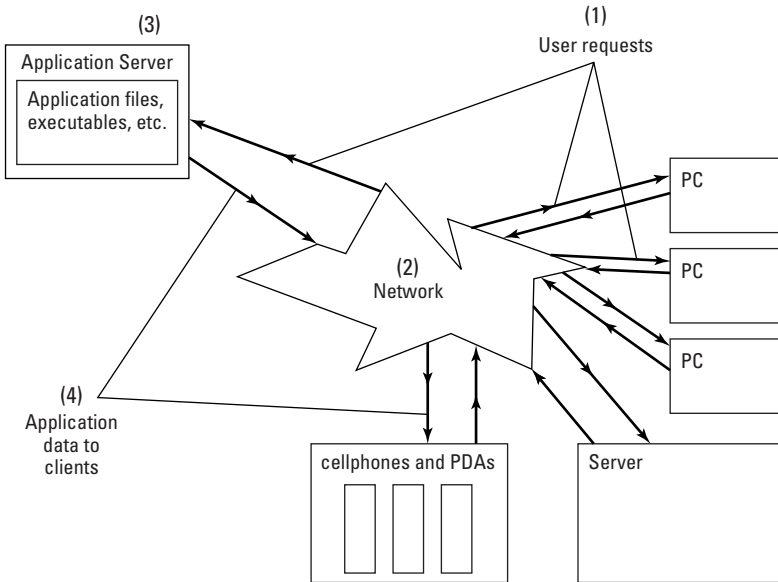 (3)
Application Server
Application files,
executables, etc.
(1)
User requests
PC
PC
PC
(2)
Network
(4)
Application
data to
clients
cellphones and PDAs
Server